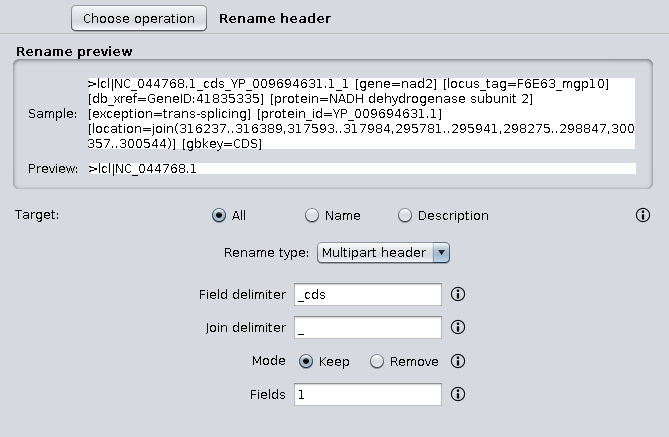 Choose operation Rename header
Rename preview
Sample: >lcl|NC_044768.1_cds_YP_009694631.1_1 [gene=nad2] [locus_tag=F6E63_mgp10]
[db_xref=GeneID:41835335] [protein=NADH dehydrogenase subunit 2]
[exception=trans-splicing] [protein_id=YP_009694631.1]
[location=join(316237..316389,317593..317984,295781..295941,298275..298847,300
357..300544)] [gbkey=CDS]
Preview: >lcl|NC_044768.1
Target: All Name Description
Rename type: Multipart header
Field delimiter _cds
Join delimiter _
Mode Keep Remove
Fields 1